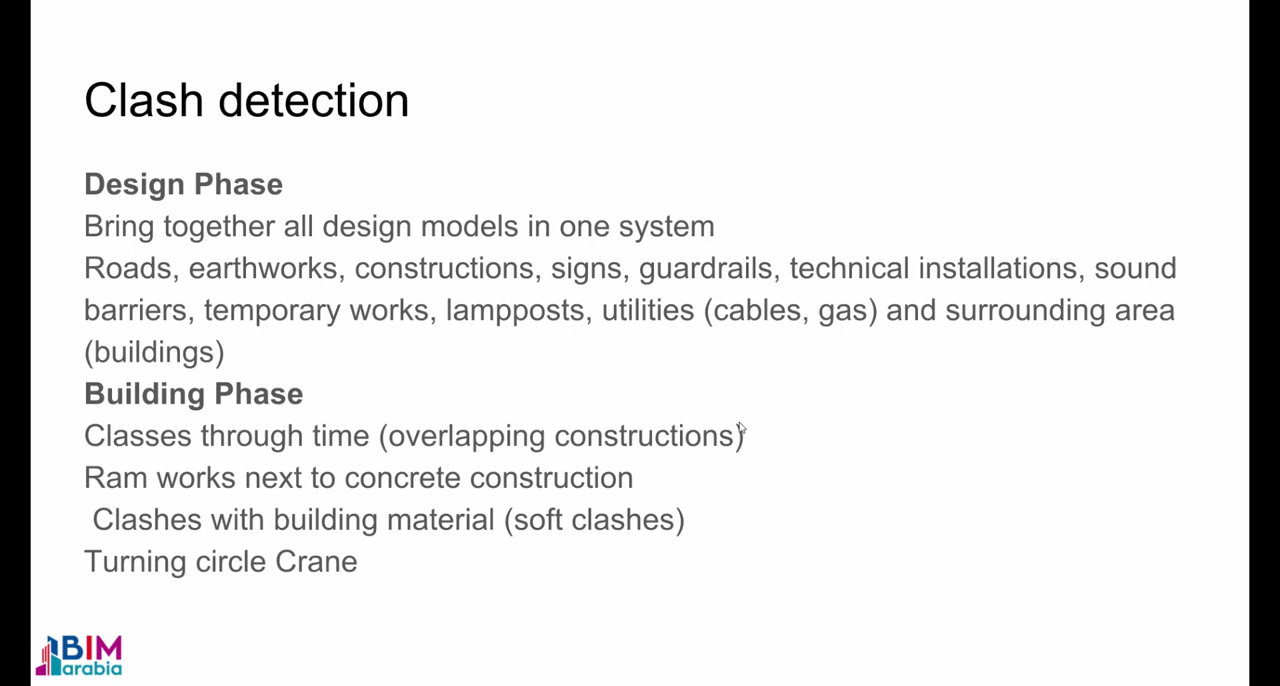 Clash detection
Design Phase
Bring together all design models in one system
Roads, earthworks, constructions, signs, guardrails, technical installations, sound
barriers, temporary works, lampposts, utilities (cables, gas) and surrounding area
(buildings)
Building Phase
Classes through time (overlapping constructions)
Ram works next to concrete construction
Clashes with building material (soft clashes)
Turning circle Crane
BIM
arabia